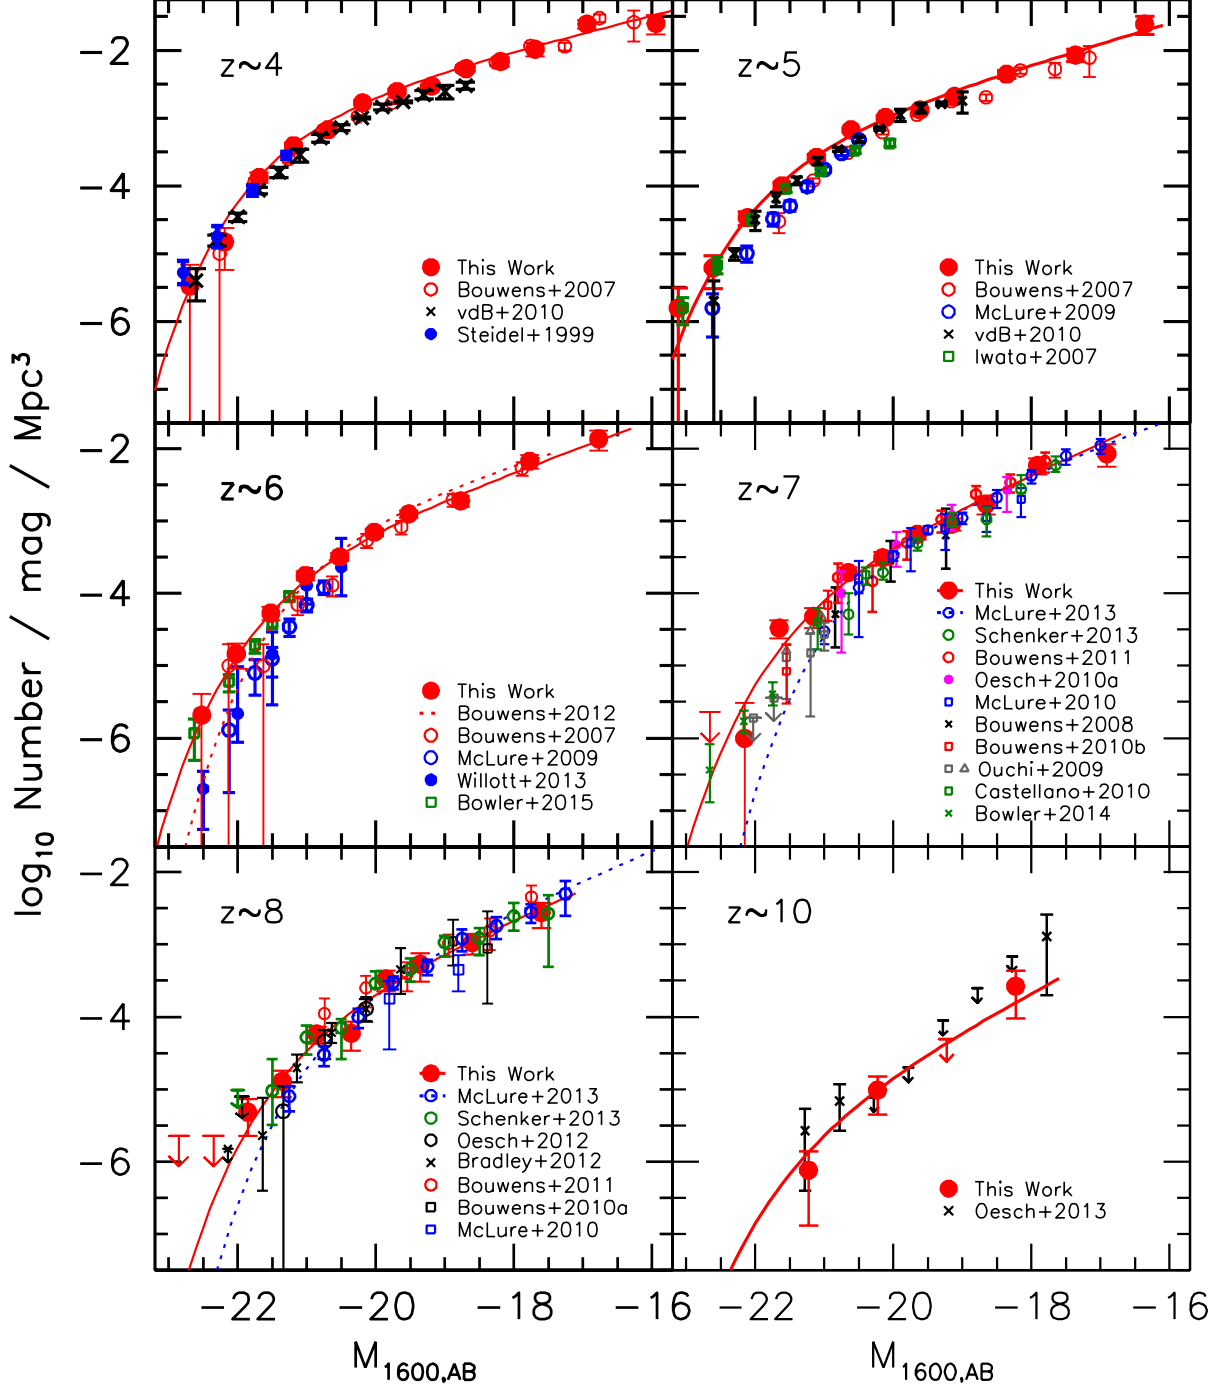 log10 Number / mag / Mpc3
−2
−4
−6
z~4
This Work
Bouwens+2007
vdB+2010
Steidel+1999
z~5
This Work
Bouwens+2007
McLure+2009
vdB+2010
Iwata+2007
−2
−4
−6
z~6
This Work
Bouwens+2012
Bouwens+2007
McLure+2009
Willott+2013
Bowler+2015
z~7
This Work
McLure+2013
Schenker+2013
Bouwens+2011
Oesch+2010a
McLure+2010
Bouwens+2008
Bouwens+2010b
Ouchi+2009
Castellano+2010
Bowler+2014
−2
−4
−6
z~8
This Work
McLure+2013
Schenker+2013
Oesch+2012
Bradley+2012
Bouwens+2011
Bouwens+2010a
McLure+2010
z~10
This Work
Oesch+2013
−22 −20 −18 −16
−22 −20 −18 −16
M1600,AB
M1600,AB